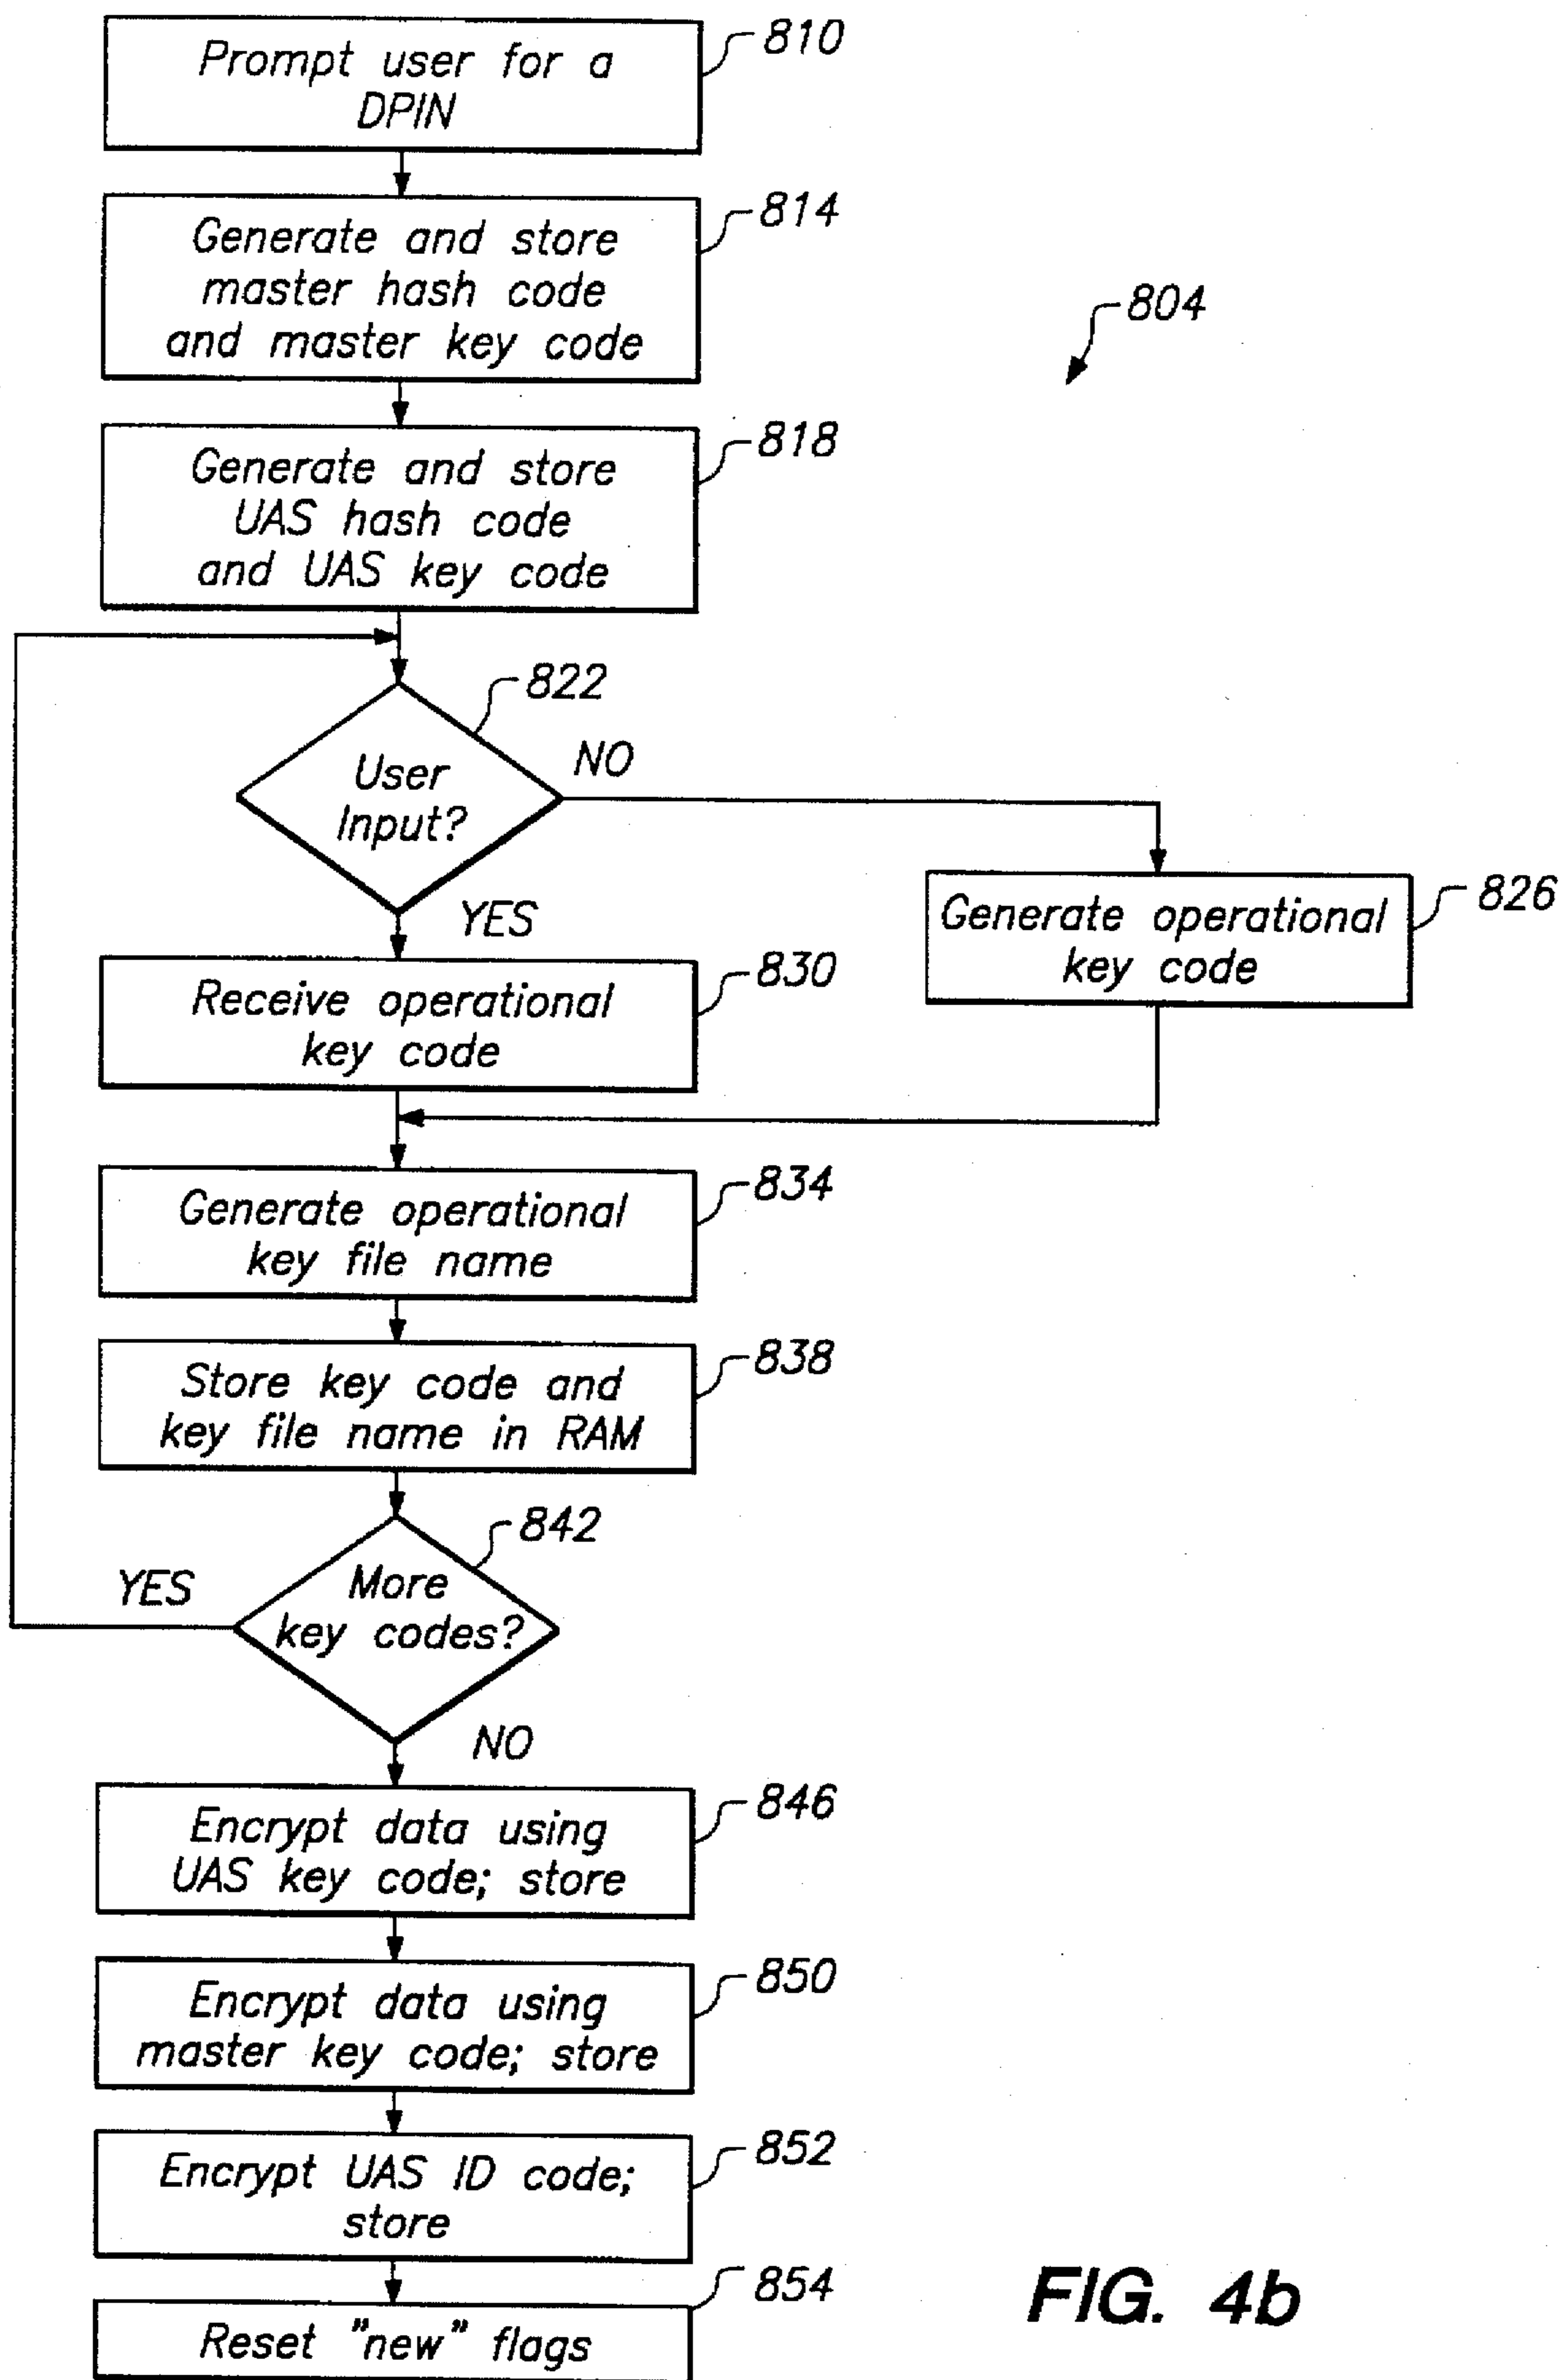 Prompt user for a
DPIN
810
Generate and store
master hash code
and master key code
814
804
Generate and store
UAS hash code
and UAS key code
818
User
Input?
822
NO
YES
Generate operational
key code
826
Receive operational
key code
830
Generate operational
key file name
834
Store key code and
key file name in RAM
838
More
key codes?
842
YES
NO
Encrypt data using
UAS key code; store
846
Encrypt data using
master key code; store
850
Encrypt UAS ID code;
store
852
Reset "new" flags
854
FIG. 4b